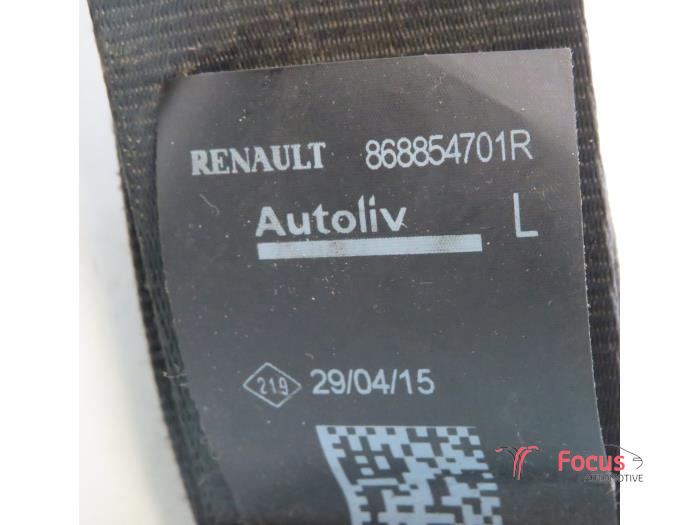 RENAULT 868854701R
Autoliv L
219 29/04/15
Focus
AUTOMOTIVE